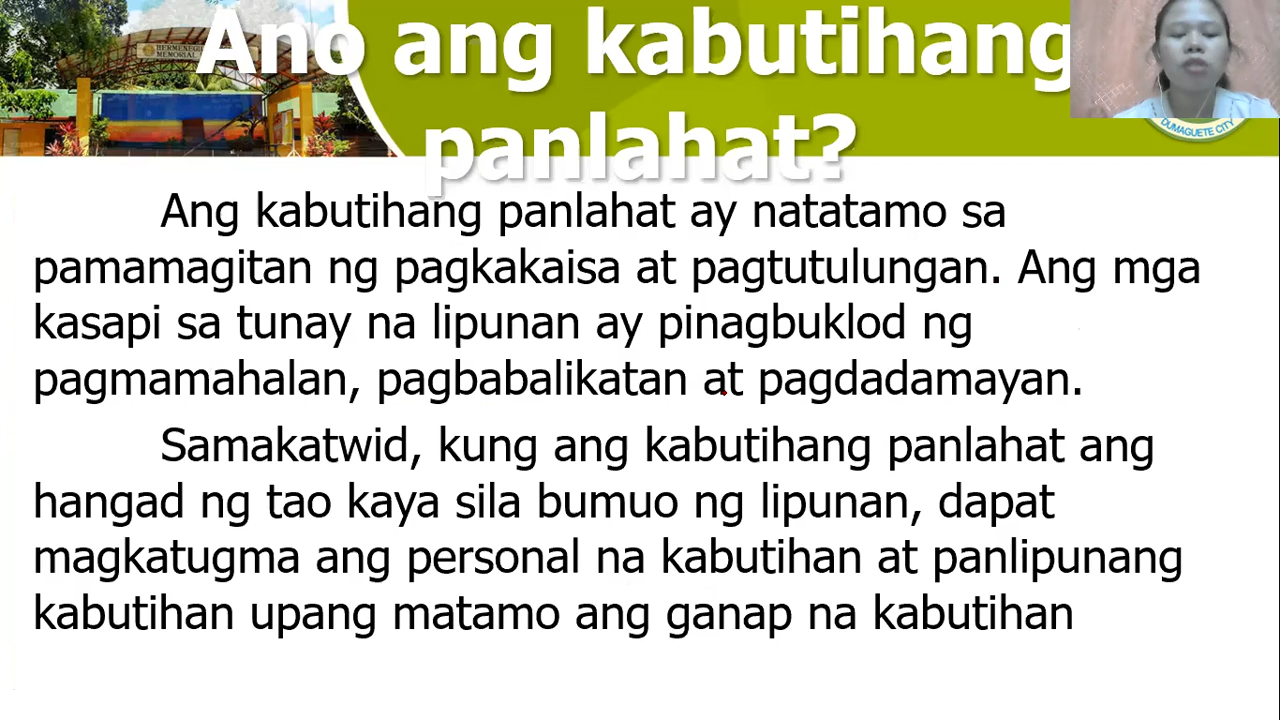 Ano ang kabutihang
panlahat?
HERMENEGI
MEMORIAL
DUMAGUETE CITY
Ang kabutihang panlahat ay natatamo sa
pamamagitan ng pagkakaisa at pagtutulungan. Ang mga
kasapi sa tunay na lipunan ay pinagbuklod ng
pagmamahalan, pagbabalikatan at pagdadamayan.
Samakatwid, kung ang kabutihang panlahat ang
hangad ng tao kaya sila bumuo ng lipunan, dapat
magkatugma ang personal na kabutihan at panlipunang
kabutihan upang matamo ang ganap na kabutihan